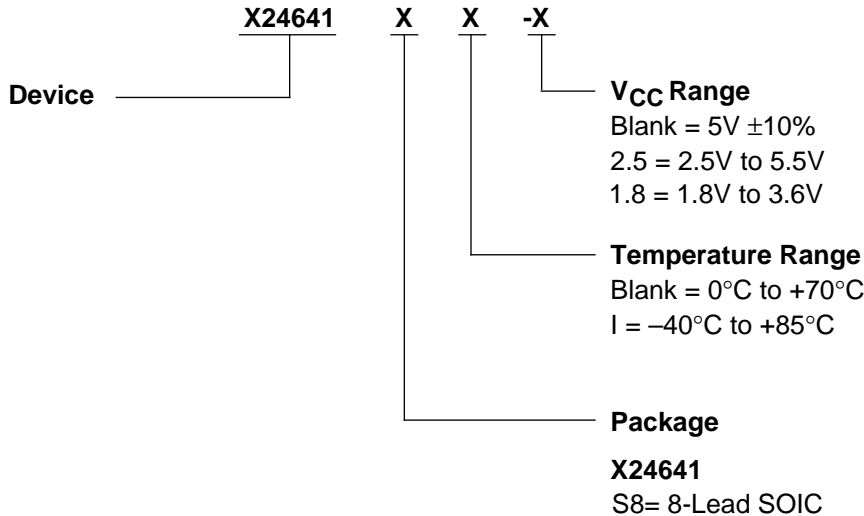 X24641 X X -X
Device
VCC Range
Blank = 5V ±10%
2.5 = 2.5V to 5.5V
1.8 = 1.8V to 3.6V
Temperature Range
Blank = 0°C to +70°C
I = –40°C to +85°C
Package
X24641
S8= 8-Lead SOIC